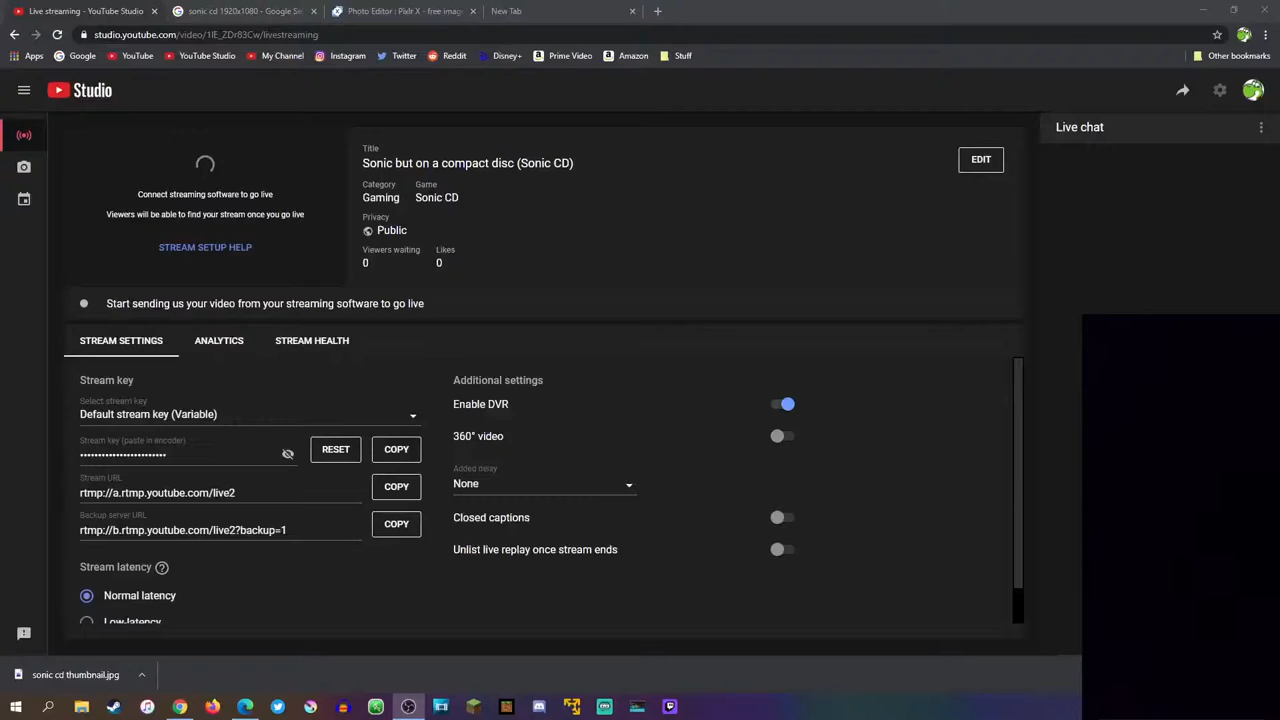 Live streaming - YouTube Studio
sonic cd 1920x1080 - Google Se
Photo Editor : Pixlr X - free imag
New Tab
studio.youtube.com/video/1IE_ZDr83Cw/livestreaming
Apps Google YouTube YouTube Studio My Channel Instagram Twitter Reddit Disney+ Prime Video Amazon Stuff Other bookmarks
Studio
Connect streaming software to go live
Viewers will be able to find your stream once you go live
STREAM SETUP HELP
Title
Sonic but on a compact disc (Sonic CD)
EDIT
Category Game
Gaming Sonic CD
Privacy
Public
Viewers waiting Likes
0 0
Live chat
Start sending us your video from your streaming software to go live
STREAM SETTINGS ANALYTICS STREAM HEALTH
Stream key
Select stream key
Default stream key (Variable)
Stream key (paste in encoder)
••••••••••••••••••••••••
RESET COPY
Stream URL
rtmp://a.rtmp.youtube.com/live2
COPY
Backup server URL
rtmp://b.rtmp.youtube.com/live2?backup=1
COPY
Stream latency
Normal latency
Low-latency
Additional settings
Enable DVR
360° video
Added delay
None
Closed captions
Unlist live replay once stream ends
sonic cd thumbnail.jpg